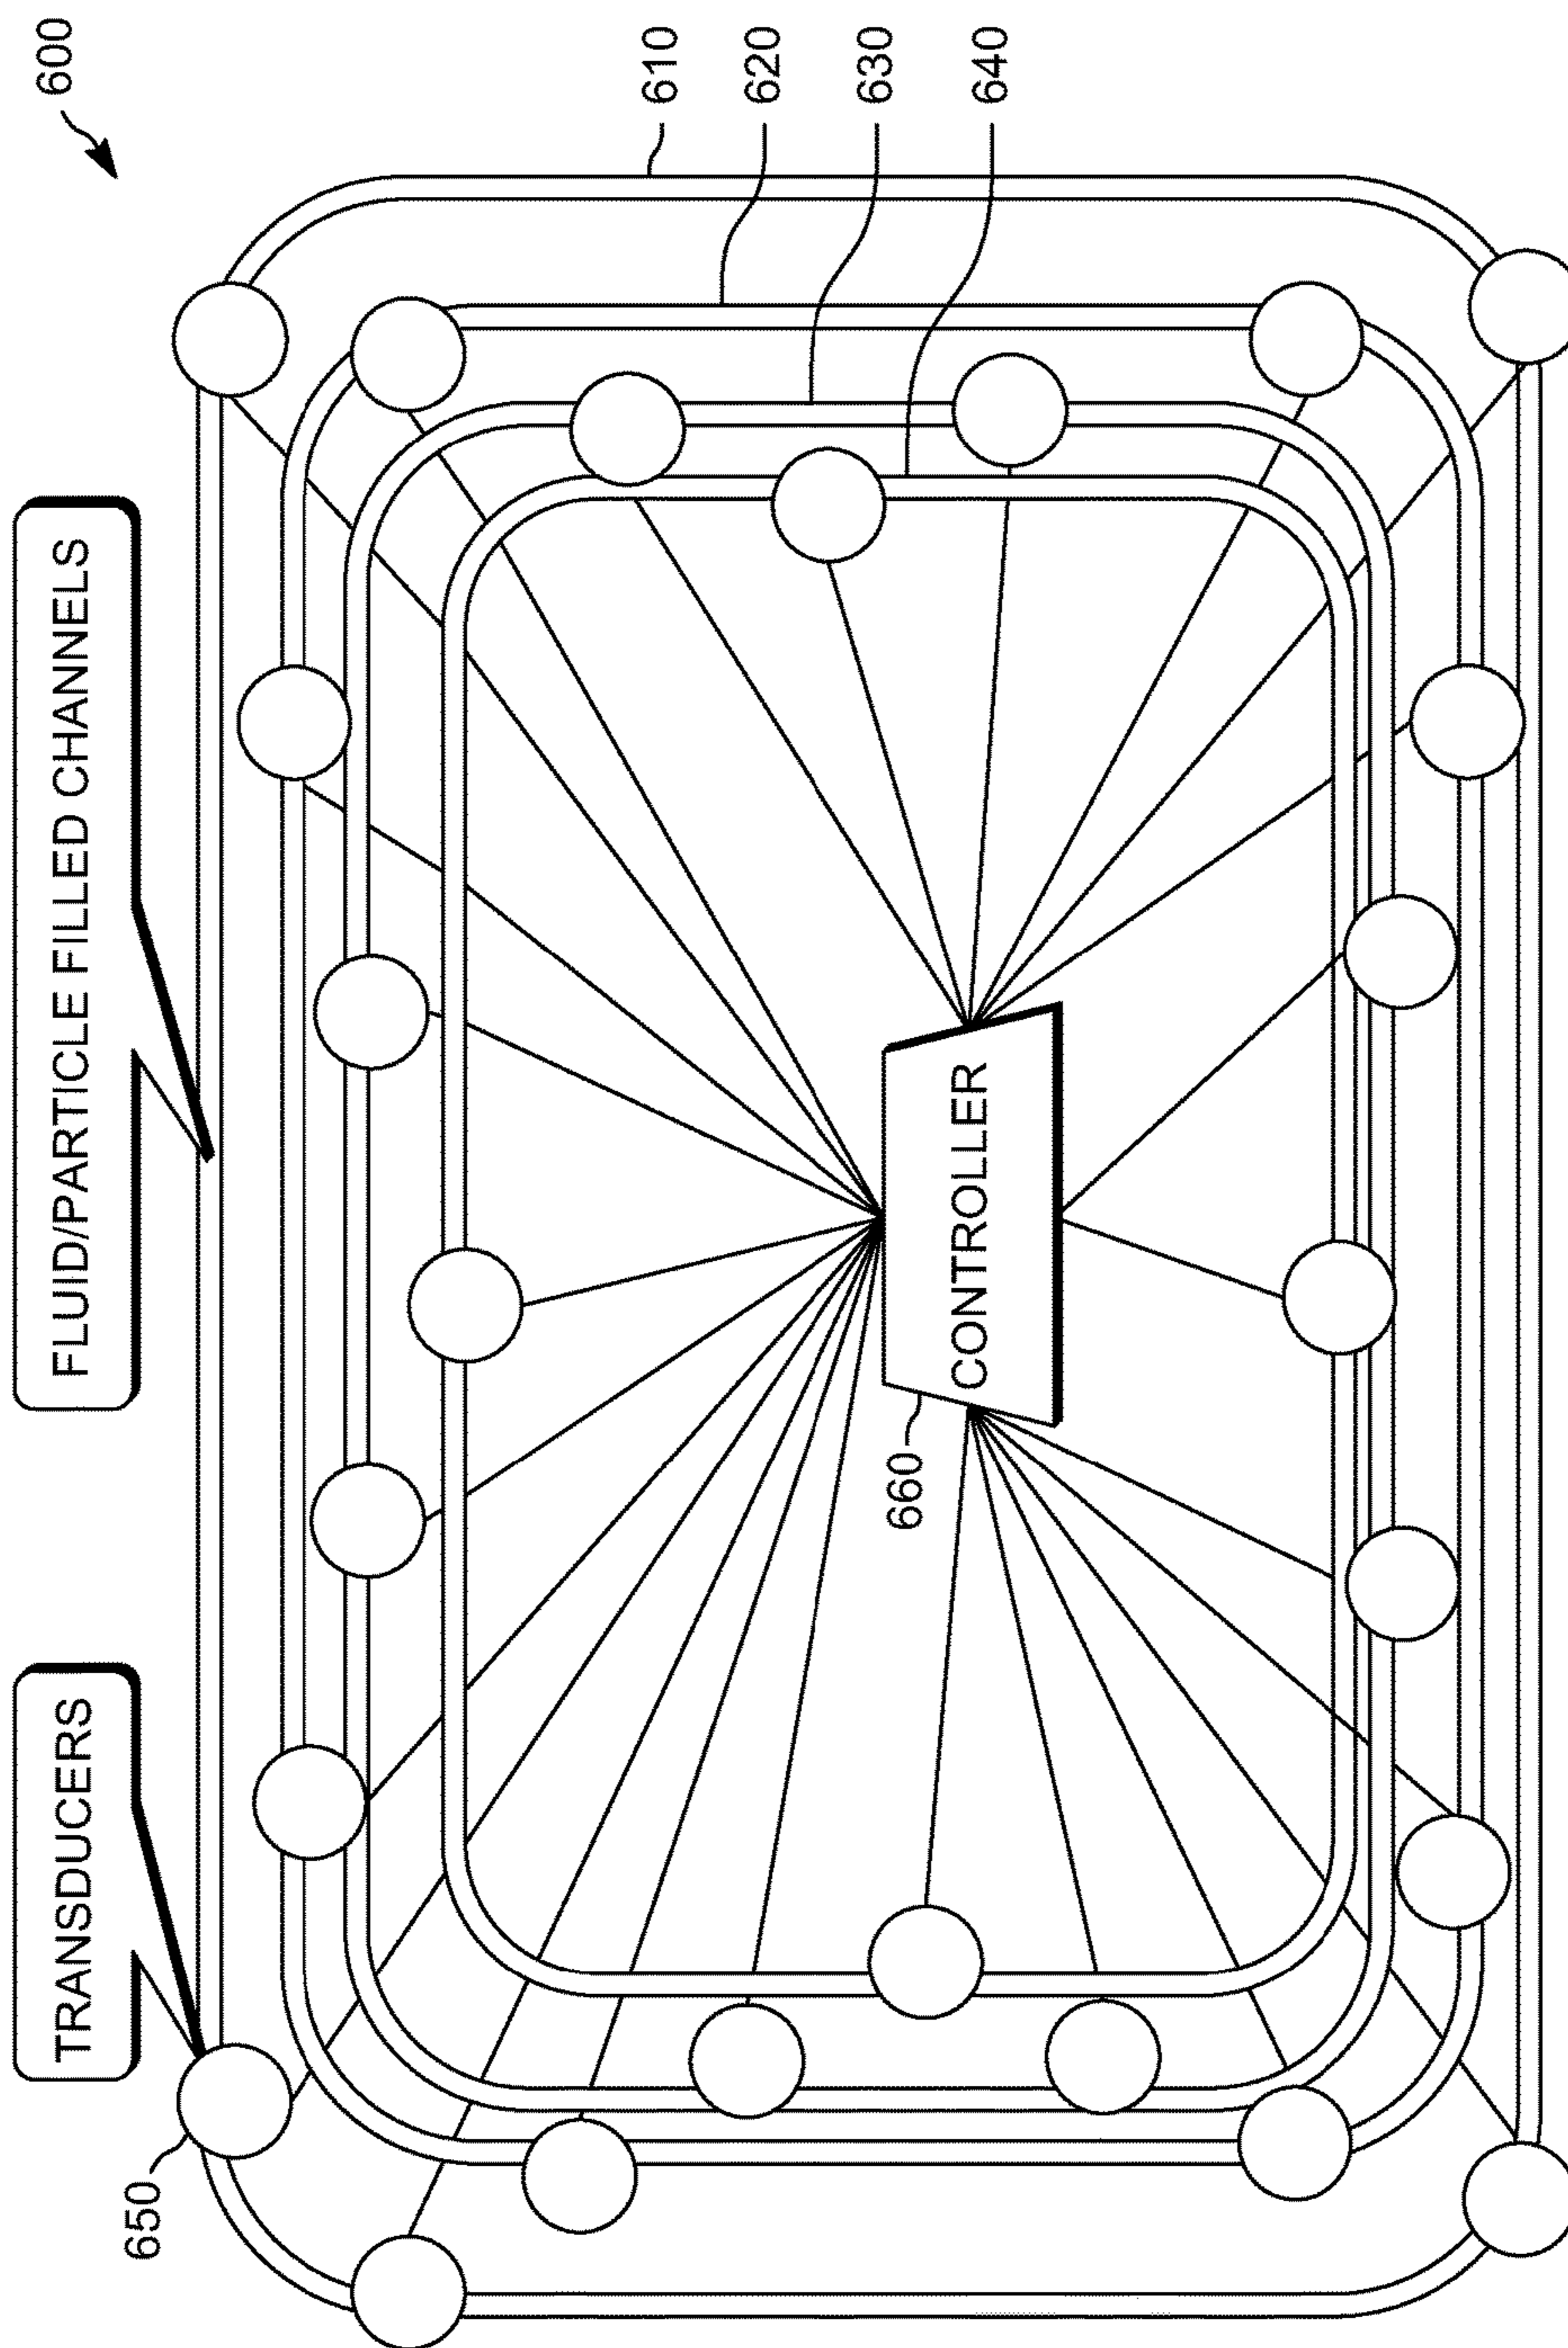 600
TRANSDUCERS
FLUID/PARTICLE FILLED CHANNELS
610
620
630
640
650
660
CONTROLLER